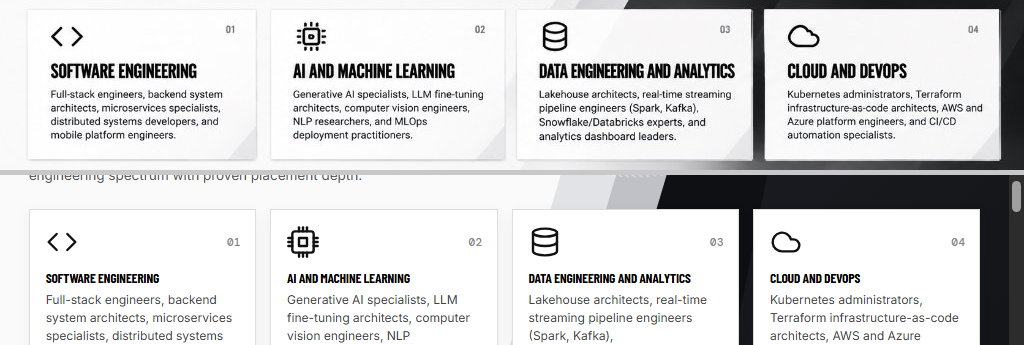 01
SOFTWARE ENGINEERING
Full-stack engineers, backend system
architects, microservices specialists,
distributed systems developers, and
mobile platform engineers.
02
AI AND MACHINE LEARNING
Generative AI specialists, LLM fine-tuning
architects, computer vision engineers,
NLP researchers, and MLOps
deployment practitioners.
03
DATA ENGINEERING AND ANALYTICS
Lakehouse architects, real-time streaming
pipeline engineers (Spark, Kafka),
Snowflake/Databricks experts, and
analytics dashboard leaders.
04
CLOUD AND DEVOPS
Kubernetes administrators, Terraform
infrastructure-as-code architects, AWS and
Azure platform engineers, and CI/CD
automation specialists.
engineering spectrum with proven placement depth.
01
SOFTWARE ENGINEERING
Full-stack engineers, backend
system architects, microservices
specialists, distributed systems
02
AI AND MACHINE LEARNING
Generative AI specialists, LLM
fine-tuning architects, computer
vision engineers, NLP
03
DATA ENGINEERING AND ANALYTICS
Lakehouse architects, real-time
streaming pipeline engineers
(Spark, Kafka),
04
CLOUD AND DEVOPS
Kubernetes administrators,
Terraform infrastructure-as-code
architects, AWS and Azure